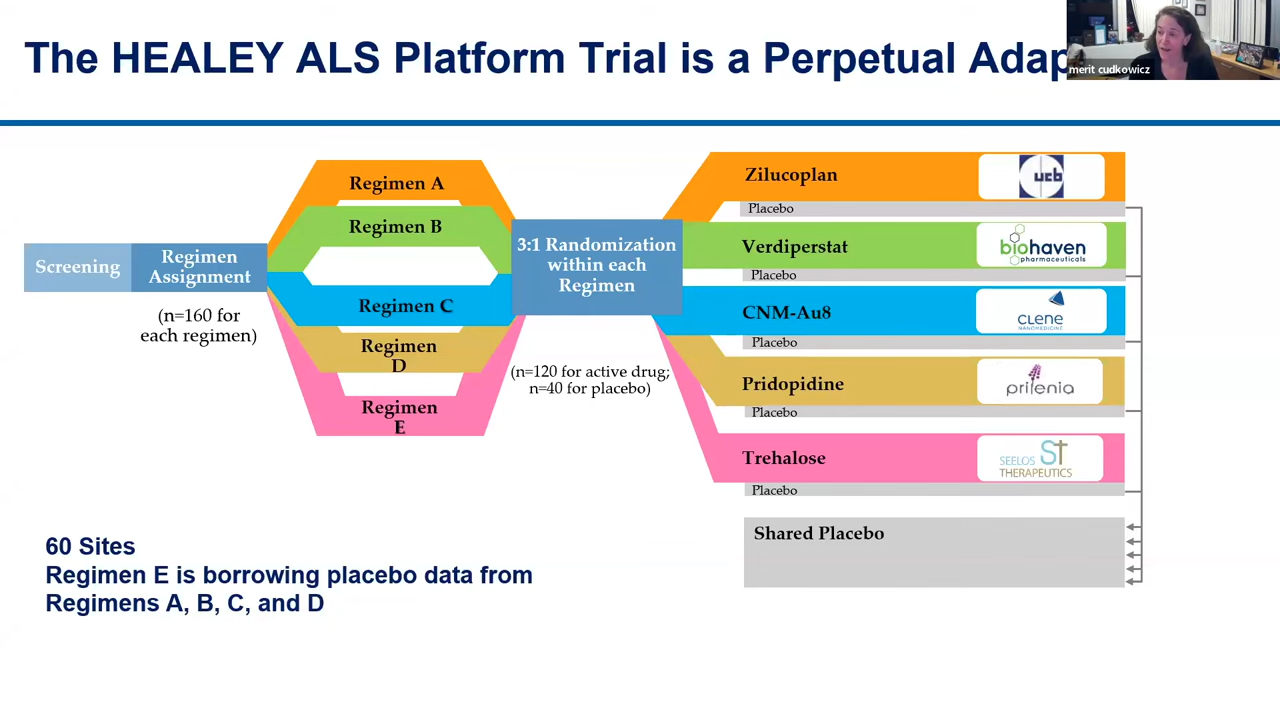 The HEALEY ALS Platform Trial is a Perpetual Adap
merit cudkowicz
Screening
Regimen
Assignment
(n=160 for
each regimen)
Regimen A
Regimen B
Regimen C
Regimen
D
Regimen
E
3:1 Randomization
within each
Regimen
(n=120 for active drug;
n=40 for placebo)
Zilucoplan
ucb
Placebo
Verdiperstat
biohaven
pharmaceuticals
Placebo
CNM-Au8
CLENE
NANOMEDICINE
Placebo
Pridopidine
prilenia
Placebo
Trehalose
SEELOS ST
THERAPEUTICS
Placebo
Shared Placebo
60 Sites
Regimen E is borrowing placebo data from
Regimens A, B, C, and D